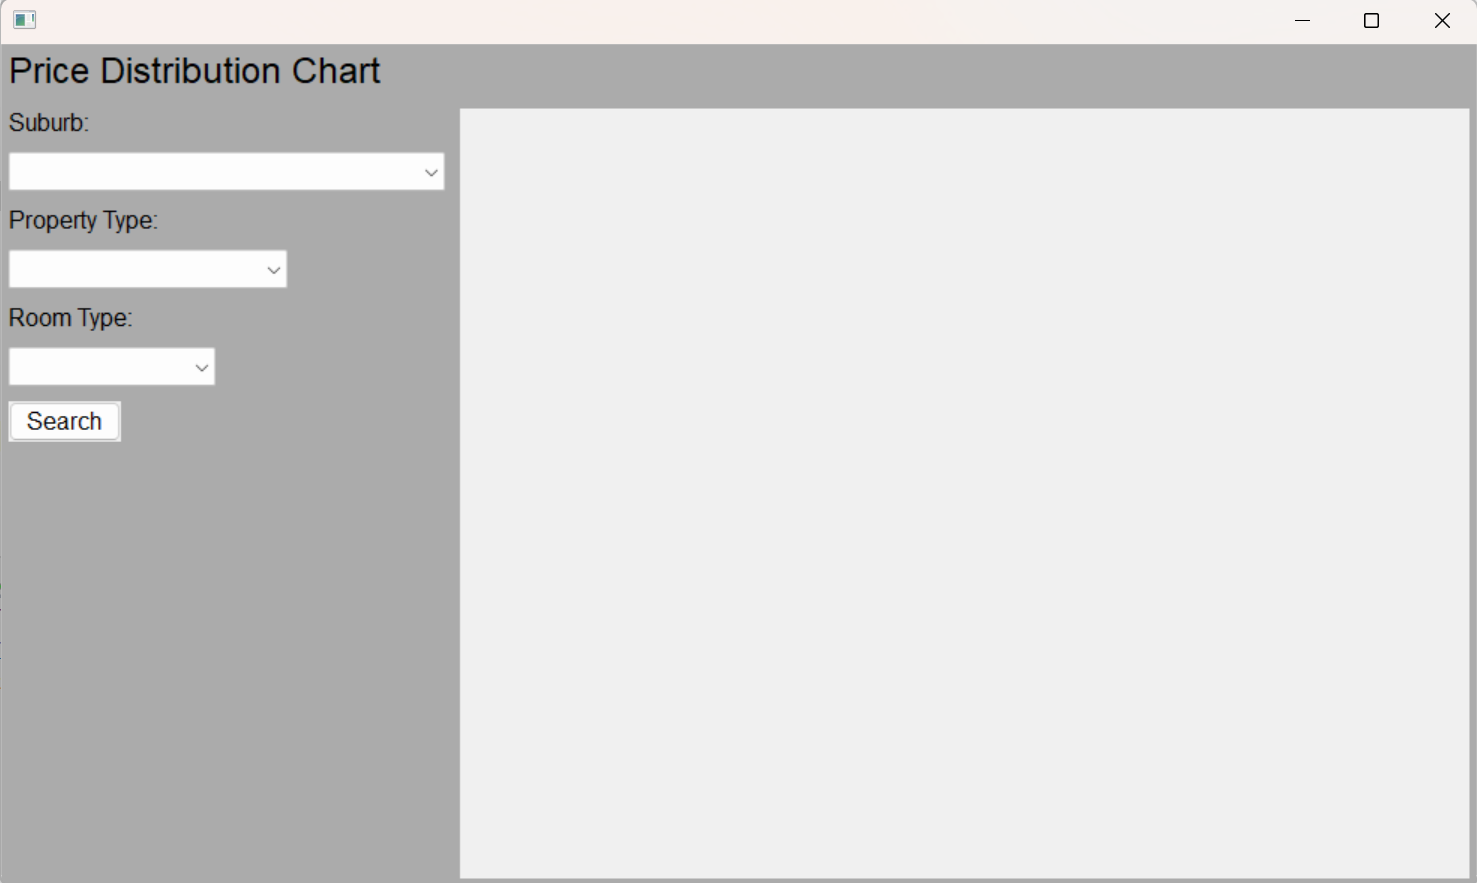 Price Distribution Chart
Suburb:
Property Type:
Room Type:
Search